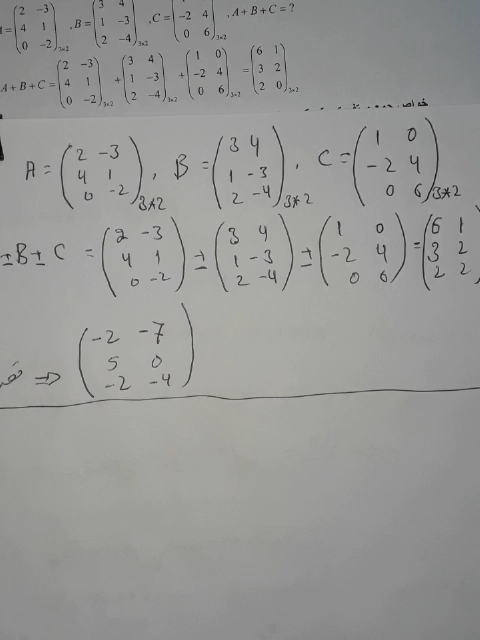 A = (2 -3 / 4 1 / 0 -2)3×2 , B = (3 4 / 1 -3 / 2 -4)3×2 , C = (1 0 / -2 4 / 0 6)3×2 , A + B + C = ?
A + B + C = (2 -3 / 4 1 / 0 -2)3×2 + (3 4 / 1 -3 / 2 -4)3×2 + (1 0 / -2 4 / 0 6)3×2 = (6 1 / 3 2 / 2 0)3×2
A = (2 -3 / 4 1 / 0 -2)3*2 , B = (3 4 / 1 -3 / 2 -4)3*2 , C = (1 0 / -2 4 / 0 6)3*2
±B± C = (2 -3 / 4 1 / 0 -2) ± (3 4 / 1 -3 / 2 -4) ± (1 0 / -2 4 / 0 6) = (6 1 / 3 2 / 2 2
⇒ (-2 -7 / 5 0 / -2 -4)